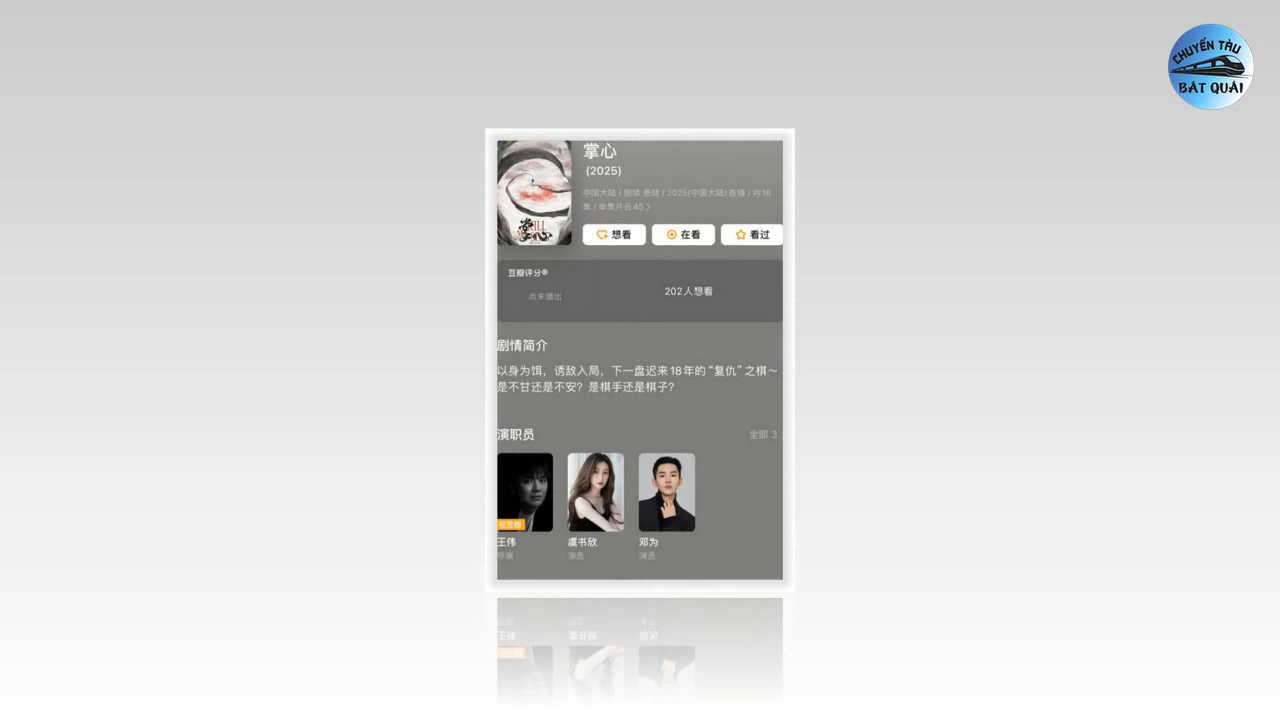 CHUYẾN TÀU
BÁT QUÁI
掌心
(2025)
中国大陆 / 剧情 悬疑 / 2025(中国大陆)首播 / 共16
集 / 单集片长45 >
想看
在看
看过
豆瓣评分®
尚未播出
202人想看
剧情简介
以身为饵，诱敌入局，下一盘迟来18年的“复仇”之棋～
是不甘还是不安？是棋手还是棋子？
演职员
全部 3
在豆瓣
王伟
虞书欣
邓为
导演
演员
演员